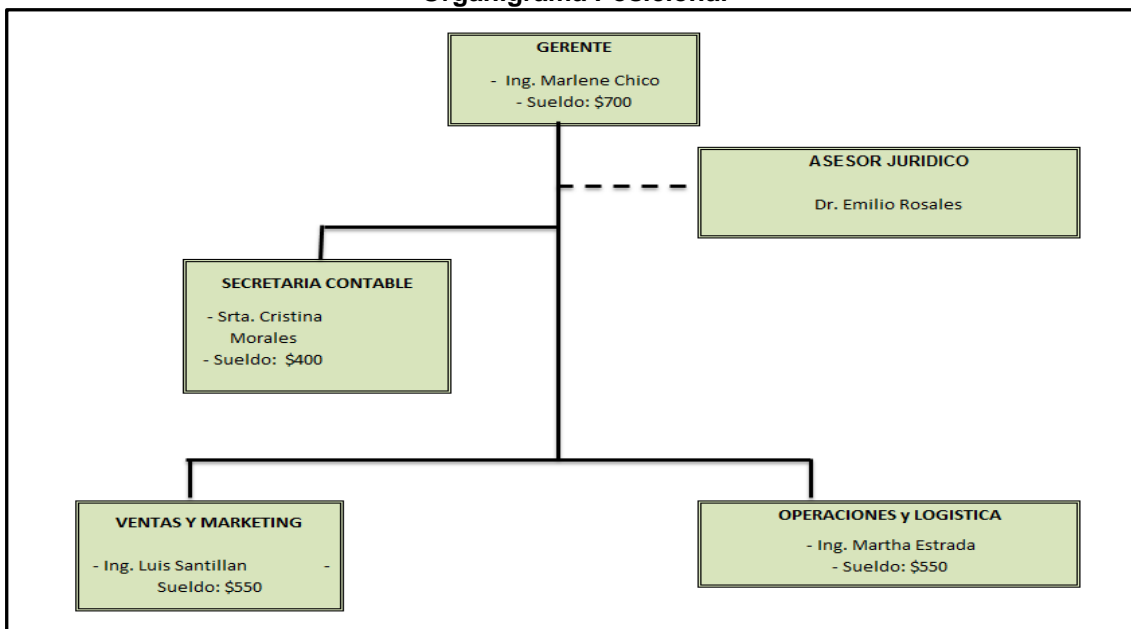 Organigrama Posicional
GERENTE
- Ing. Marlene Chico
- Sueldo: $700
ASESOR JURIDICO
Dr. Emilio Rosales
SECRETARIA CONTABLE
- Srta. Cristina
Morales
- Sueldo: $400
VENTAS Y MARKETING
- Ing. Luis Santillan -
Sueldo: $550
OPERACIONES y LOGISTICA
- Ing. Martha Estrada
- Sueldo: $550